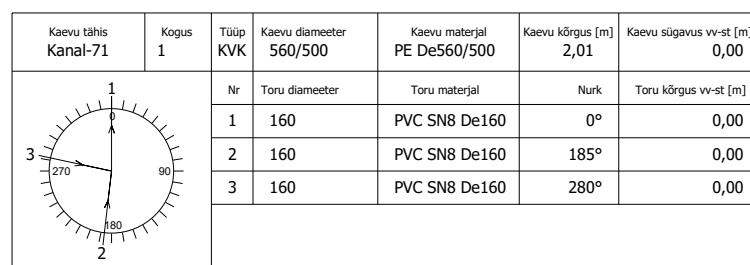 Kaevu tähis Kogus Tüüp Kaevu diameeter Kaevu materjal Kaevu kõrgus [m] Kaevu sügavus vv-st [m]
Kanal-71 1 KVK 560/500 PE De560/500 2,01 0,00
Nr Toru diameeter Toru materjal Nurk Toru kõrgus vv-st [m]
1 160 PVC SN8 De160 0° 0,00
2 160 PVC SN8 De160 185° 0,00
3 160 PVC SN8 De160 280° 0,00
1
0
3
270 90
180
2